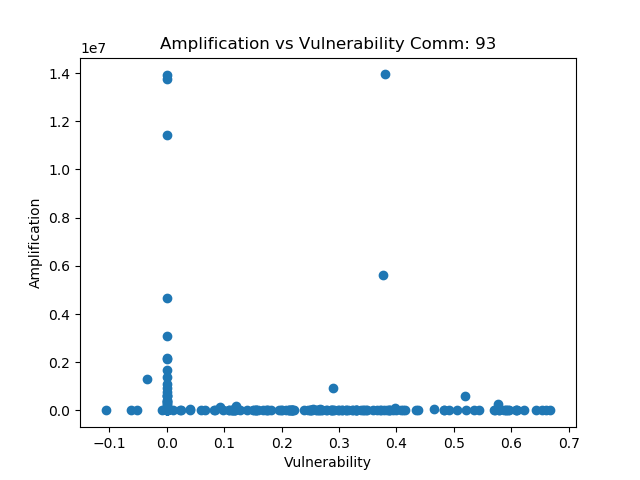 Amplification vs Vulnerability Comm: 93
1e7
1.4
1.2
1.0
0.8
0.6
0.4
0.2
0.0
Amplification
−0.1 0.0 0.1 0.2 0.3 0.4 0.5 0.6 0.7
Vulnerability